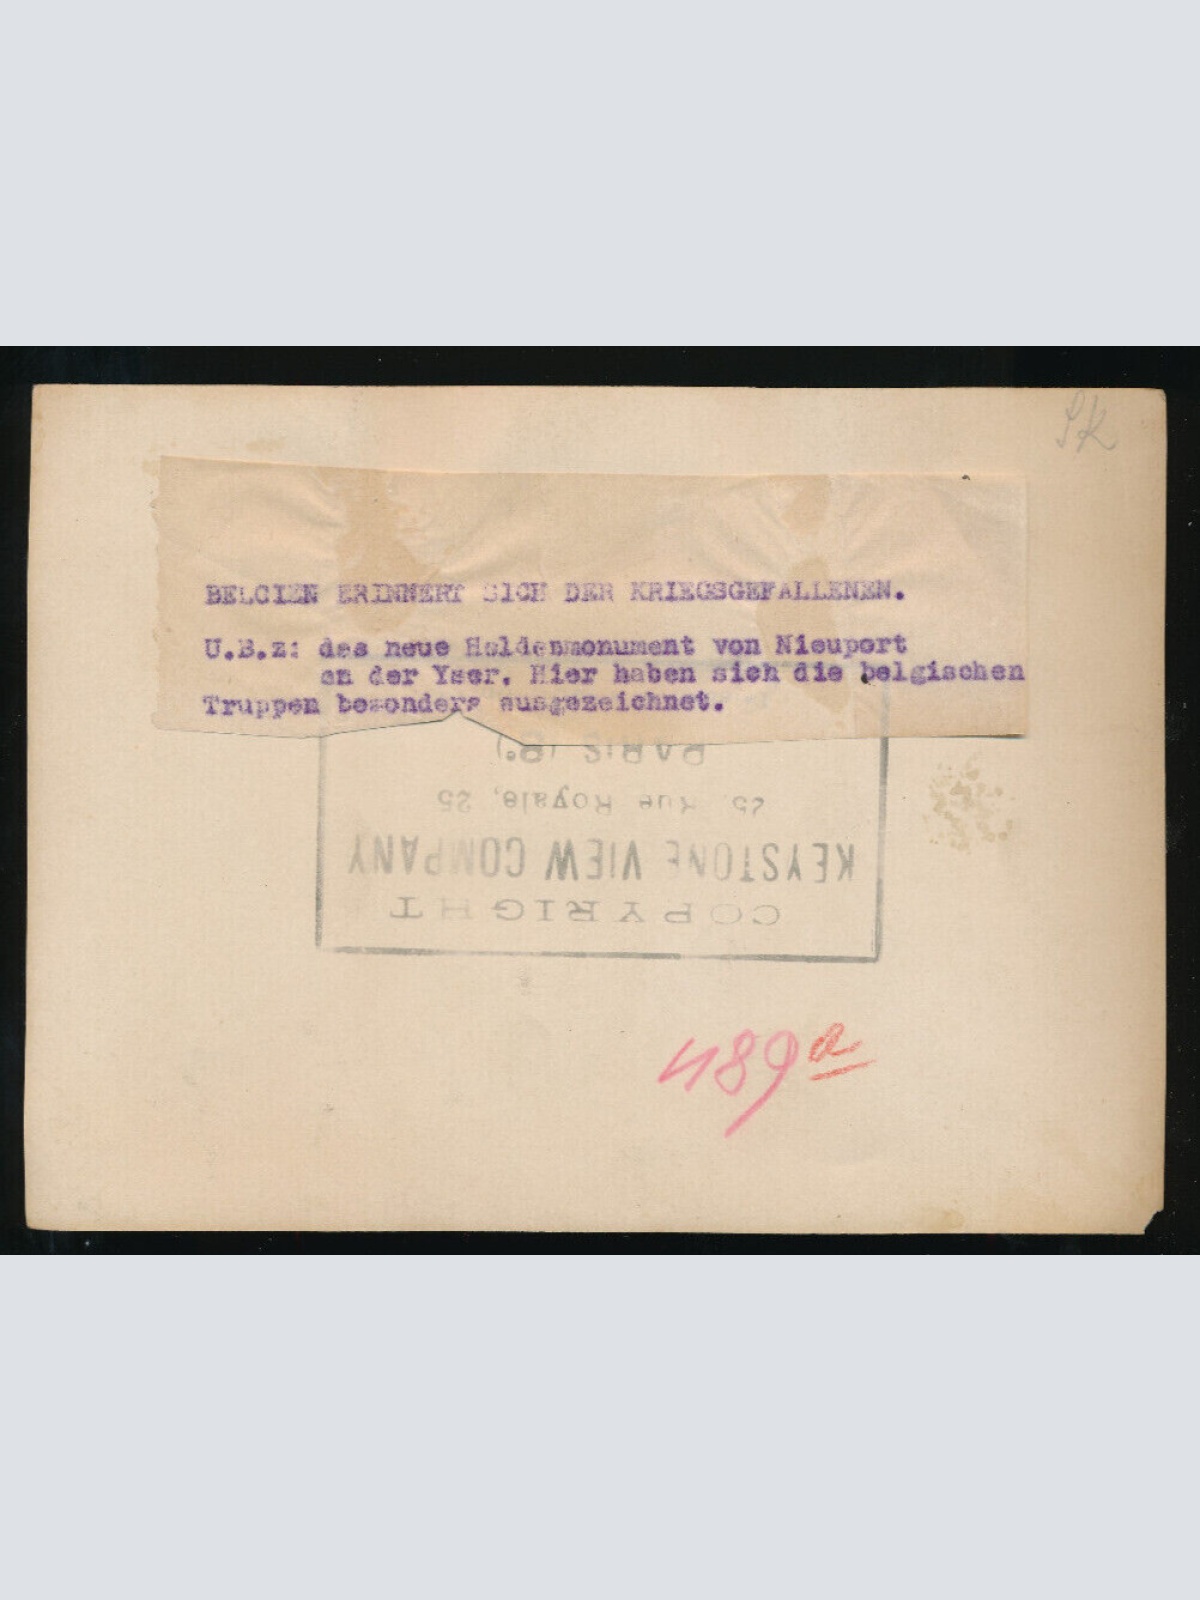 SK
BELGIEN ERINNERT SICH DER KRIEGSGEFALLENEN.
U.B.z: das neue Heldenmonument von Nieuport
an der Yser. Hier haben sich die belgischen
Truppen besonders ausgezeichnet.
COPYRIGHT
KEYSTONE VIEW COMPANY
25, Rue Royale, 25
PARIS (8e)
489a